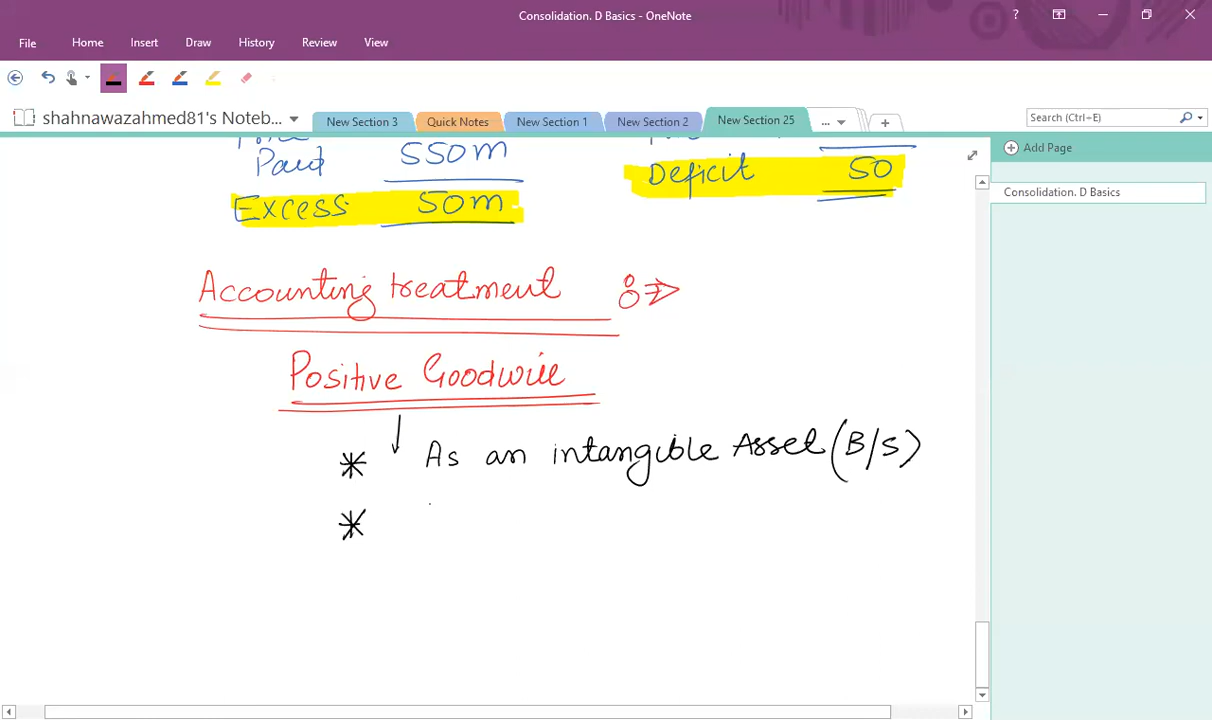 Consolidation. D Basics - OneNote
?
File Home Insert Draw History Review View
shahnawazahmed81's Noteb... New Section 3 Quick Notes New Section 1 New Section 2 New Section 25 ... Search (Ctrl+E)
Add Page
Consolidation. D Basics
Paid 550m
Excess 50m
Deficit 50
Accounting treatment
Positive Goodwill
* As an intangible Asset (B/S)
*